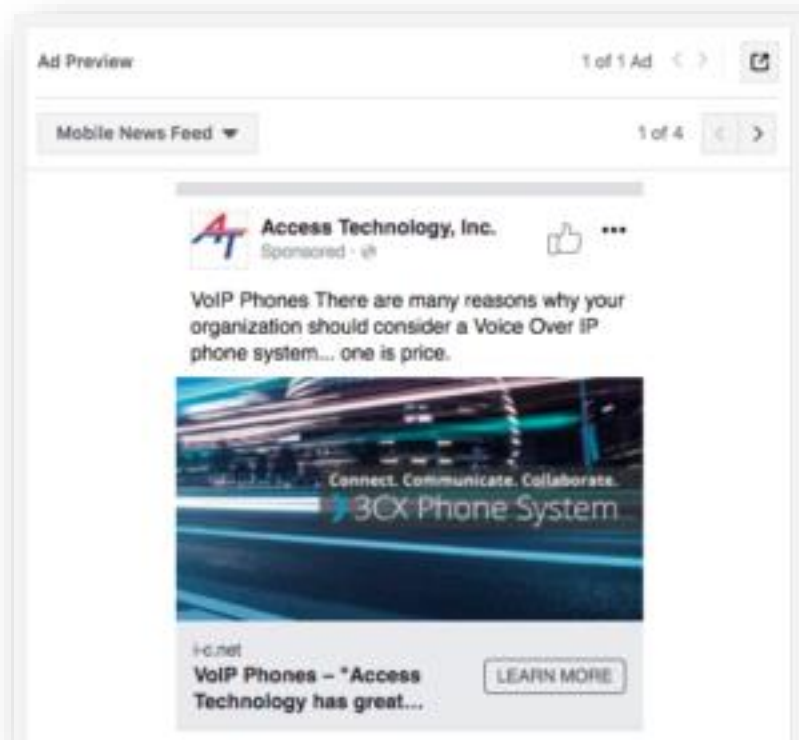 Ad Preview
1 of 1 Ad
Mobile News Feed
1 of 4
AT
Access Technology, Inc.
Sponsored ·
VoIP Phones There are many reasons why your
organization should consider a Voice Over IP
phone system... one is price.
Connect. Communicate. Collaborate.
3CX Phone System
i-c.net
VoIP Phones – "Access
Technology has great...
LEARN MORE